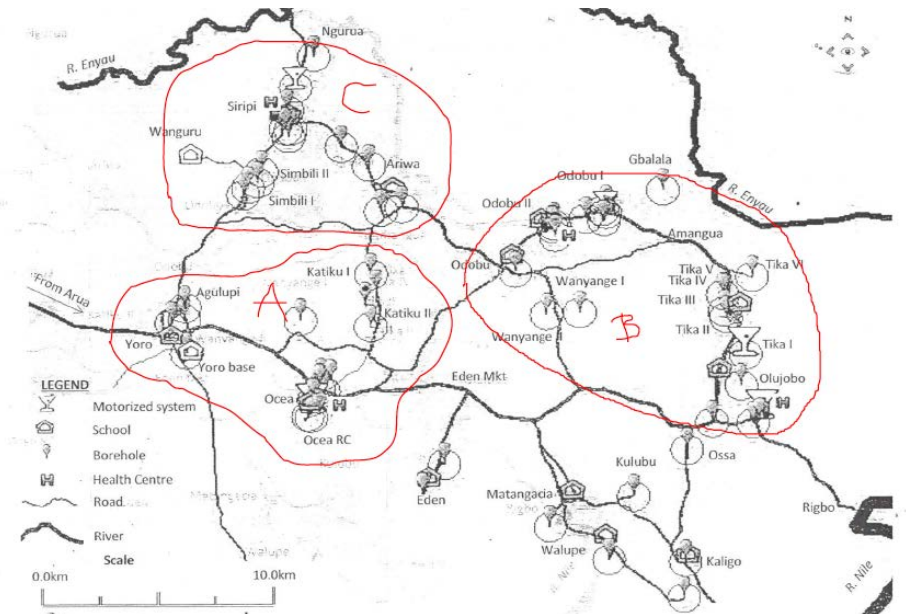 Ngurua
N
R. Enyau
C
Siripi
Wanguru
Ariwa
Simbili II
Simbili I
Gbalala
Odobu I
R. Enyau
Odobu II
Amangua
Odobu
Katiku I
Tika V
Tika VI
Tika IV
From Arua
Wanyange I
Agulupi
A
Tika III
Katiku II
B
Yoro
Tika II
Wanyange II
Tika I
Yoro base
Eden Mkt
Olujobo
LEGEND
Motorized system
Ocea
School
Ocea RC
Borehole
Ossa
Health Centre
Kulubu
Road
Eden
Matangacia
Rigbo
River
Walupe
Scale
Kaligo
0.0km
10.0km
R. Nile